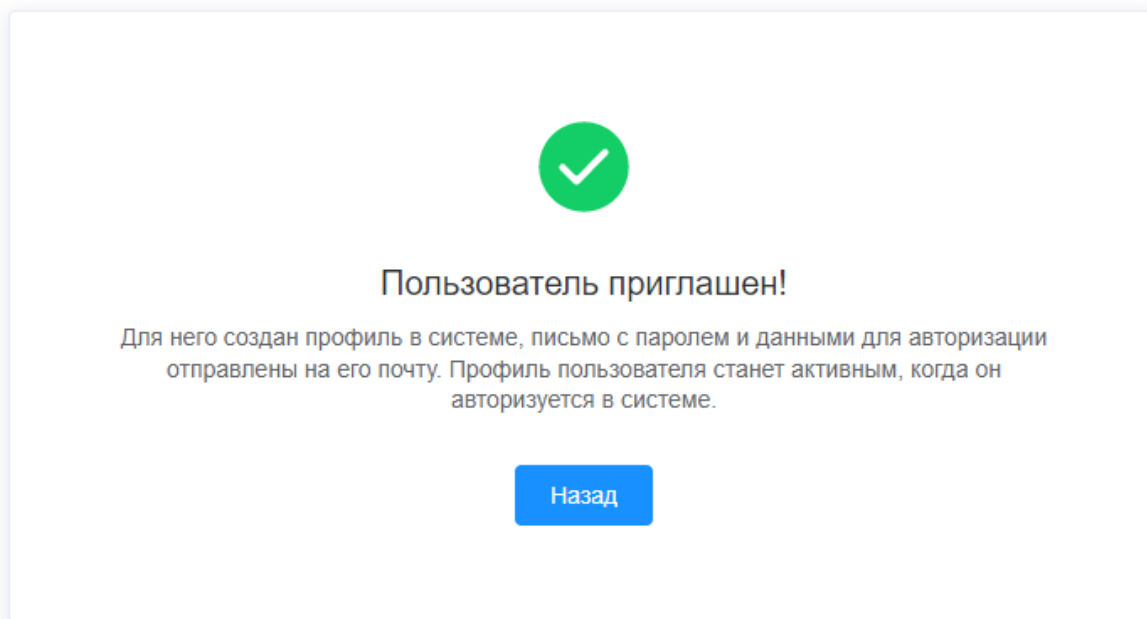 Пользователь приглашен!
Для него создан профиль в системе, письмо с паролем и данными для авторизации
отправлены на его почту. Профиль пользователя станет активным, когда он
авторизуется в системе.
Назад